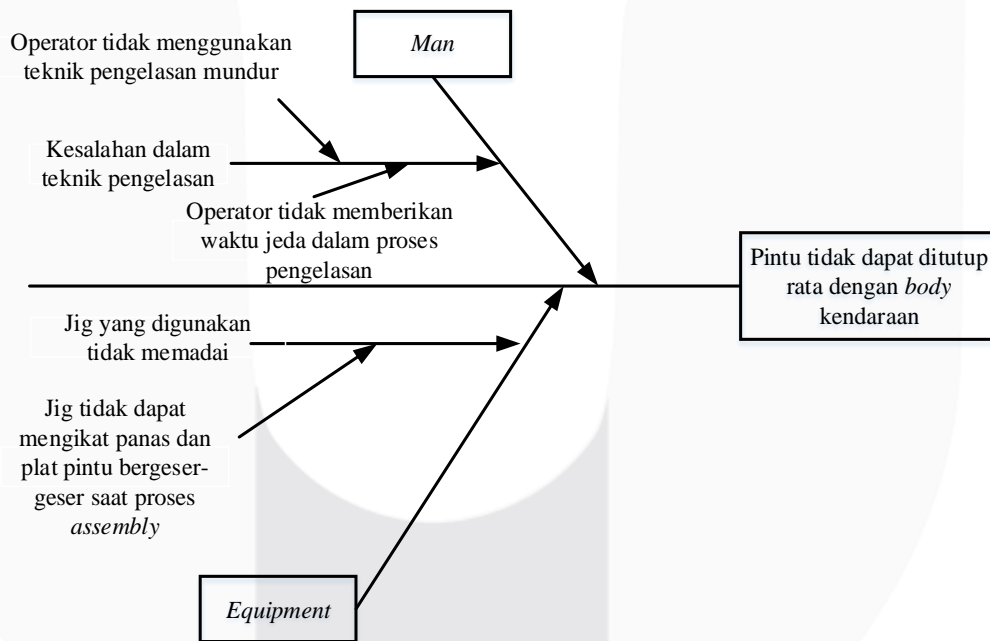 Operator tidak menggunakan
teknik pengelasan mundur
Man
Kesalahan dalam
teknik pengelasan
Operator tidak memberikan
waktu jeda dalam proses
pengelasan
Pintu tidak dapat ditutup
rata dengan body
kendaraan
Jig yang digunakan
tidak memadai
Jig tidak dapat
mengikat panas dan
plat pintu bergeser-
geser saat proses
assembly
Equipment